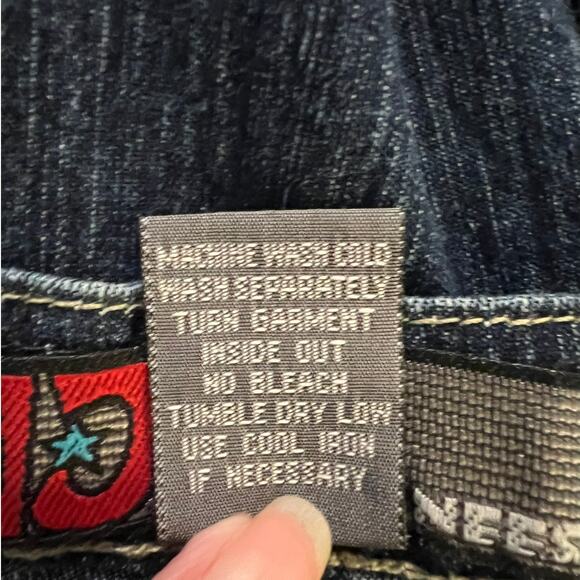 MACHINE WASH COLD
WASH SEPARATELY
TURN GARMENT
INSIDE OUT
NO BLEACH
TUMBLE DRY LOW
USE COOL IRON
IF NECESSARY